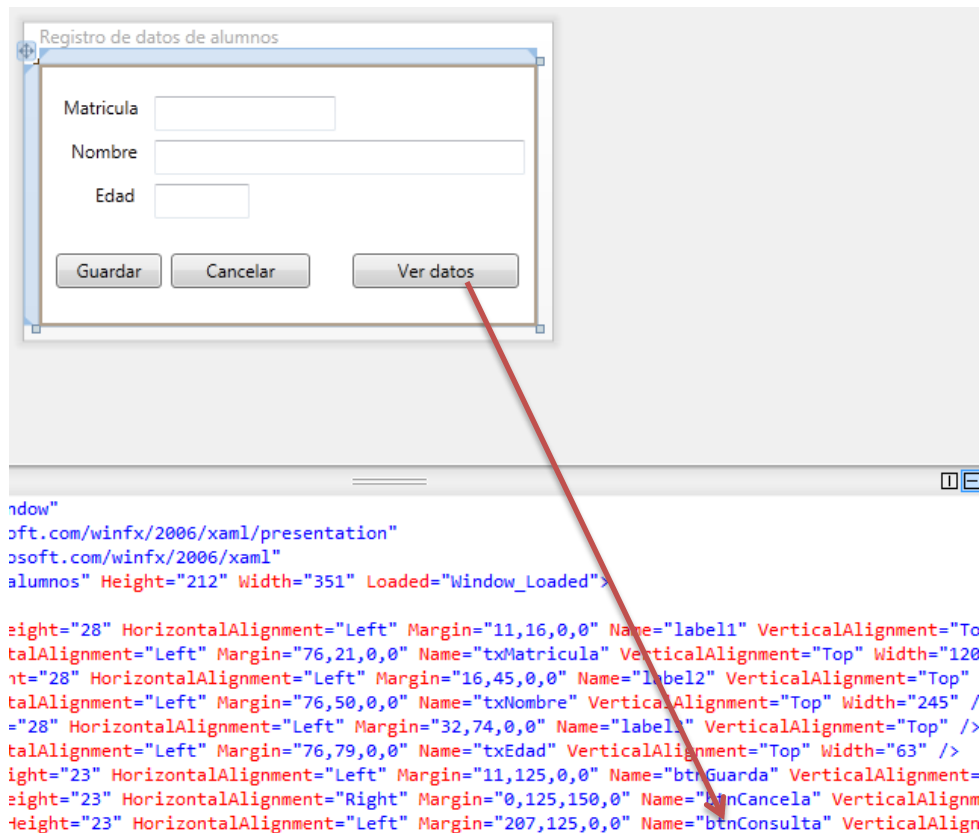 Registro de datos de alumnos
Matricula
Nombre
Edad
Guardar Cancelar Ver datos
ndow"
oft.com/winfx/2006/xaml/presentation"
osoft.com/winfx/2006/xaml"
alumnos" Height="212" Width="351" Loaded="Window_Loaded">
eight="28" HorizontalAlignment="Left" Margin="11,16,0,0" Name="label1" VerticalAlignment="To
talAlignment="Left" Margin="76,21,0,0" Name="txMatricula" VerticalAlignment="Top" Width="120
ht="28" HorizontalAlignment="Left" Margin="16,45,0,0" Name="label2" VerticalAlignment="Top"
talAlignment="Left" Margin="76,50,0,0" Name="txNombre" VerticalAlignment="Top" Width="245" /
="28" HorizontalAlignment="Left" Margin="32,74,0,0" Name="label3" VerticalAlignment="Top" />
talAlignment="Left" Margin="76,79,0,0" Name="txEdad" VerticalAlignment="Top" Width="63" />
ight="23" HorizontalAlignment="Left" Margin="11,125,0,0" Name="btnGuarda" VerticalAlignment=
eight="23" HorizontalAlignment="Right" Margin="0,125,150,0" Name="btnCancela" VerticalAlignm
Height="23" HorizontalAlignment="Left" Margin="207,125,0,0" Name="btnConsulta" VerticalAlign